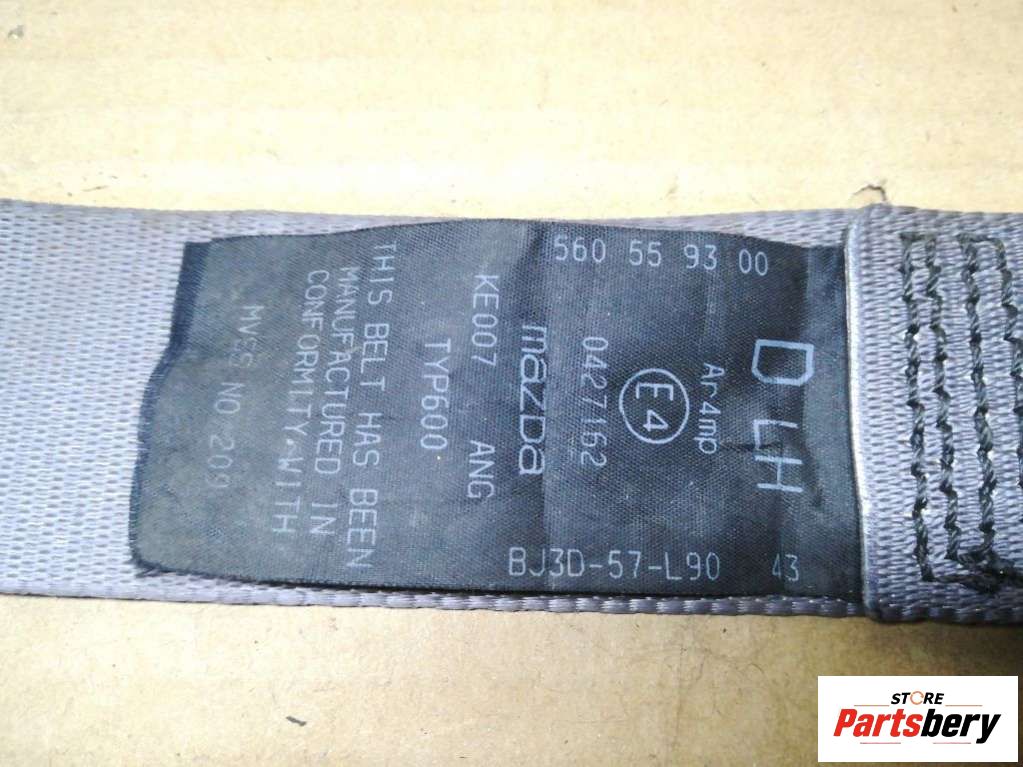 560 55 93 00
D LH
Ar4mp
E4
0427162
mazda
KE007 ANG
TYP600
THIS BELT HAS BEEN
MANUFACTURED IN
CONFORMITY WITH
MVSS NO 209
BJ3D-57-L90 43
STORE
Partsbery